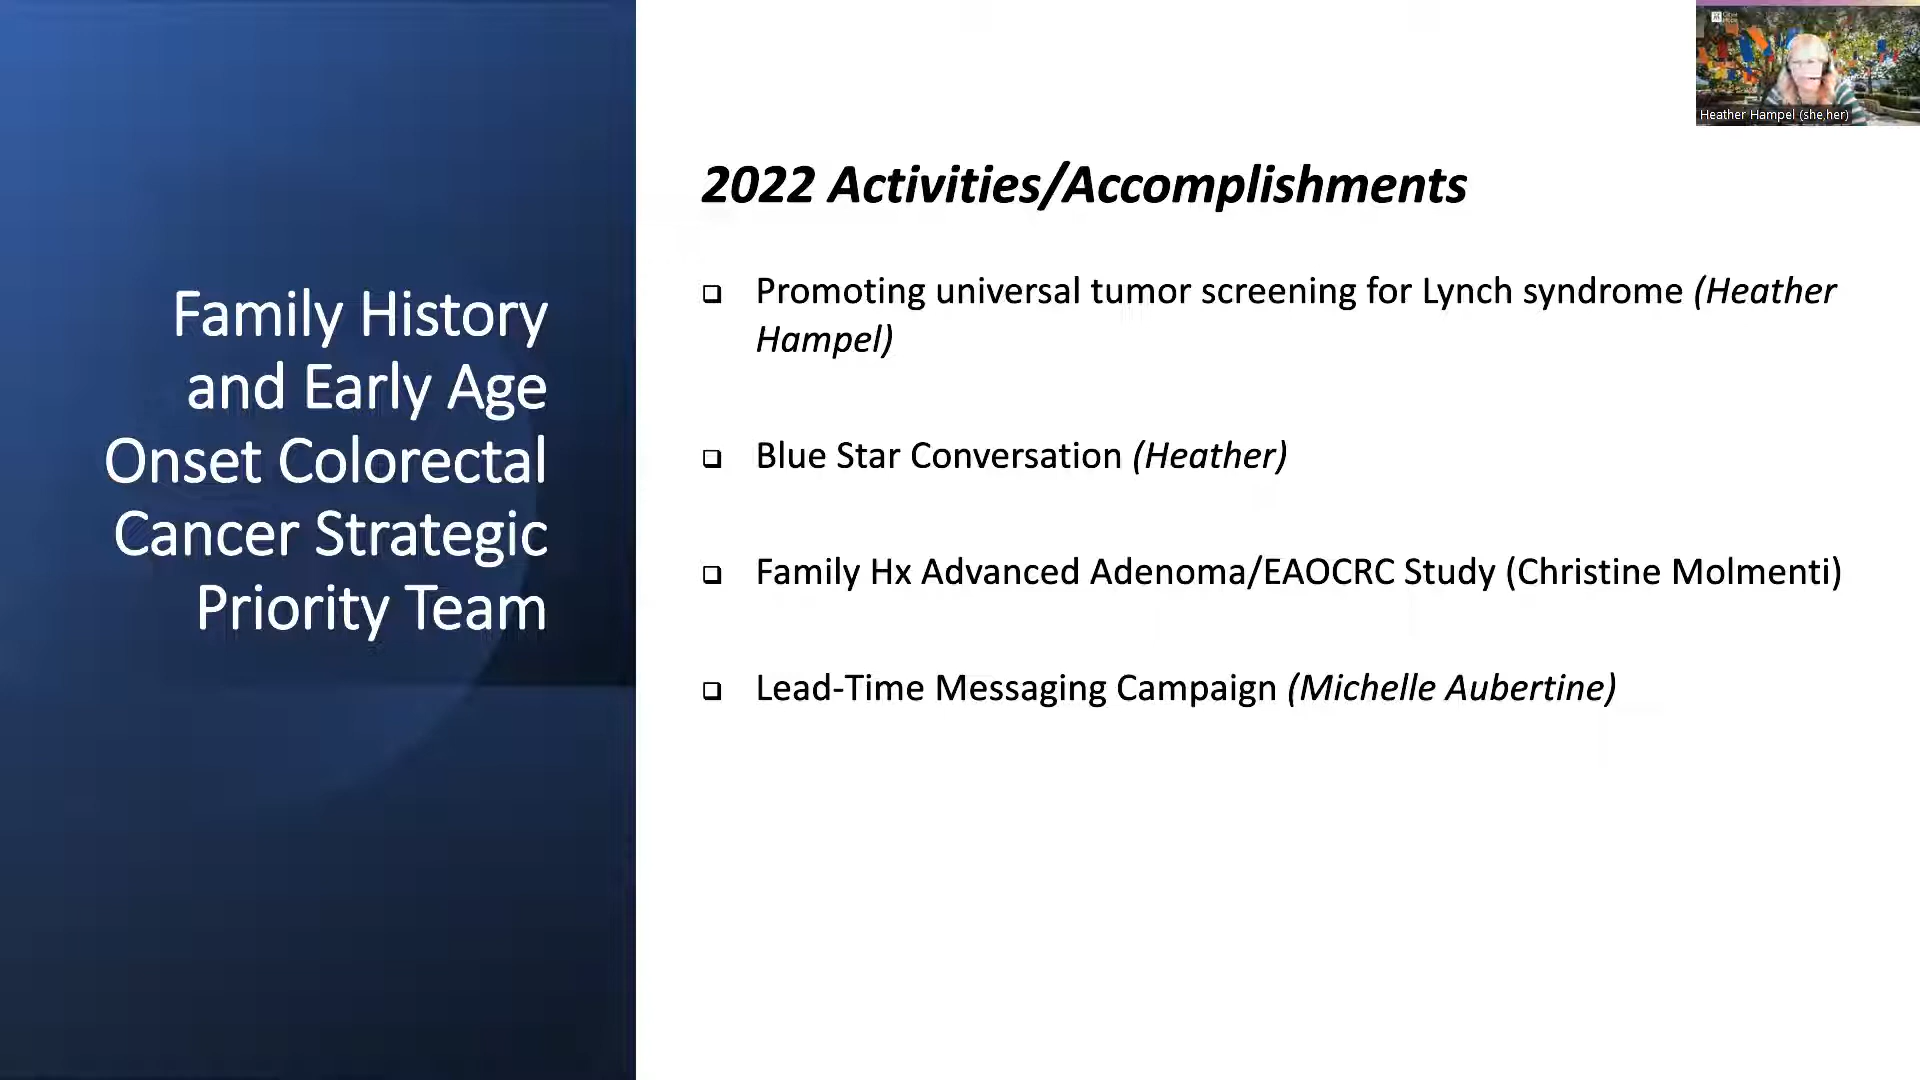 Family History
and Early Age
Onset Colorectal
Cancer Strategic
Priority Team
2022 Activities/Accomplishments
Promoting universal tumor screening for Lynch syndrome (Heather
Hampel)
Blue Star Conversation (Heather)
Family Hx Advanced Adenoma/EAOCRC Study (Christine Molmenti)
Lead-Time Messaging Campaign (Michelle Aubertine)
Heather Hampel (she,her)